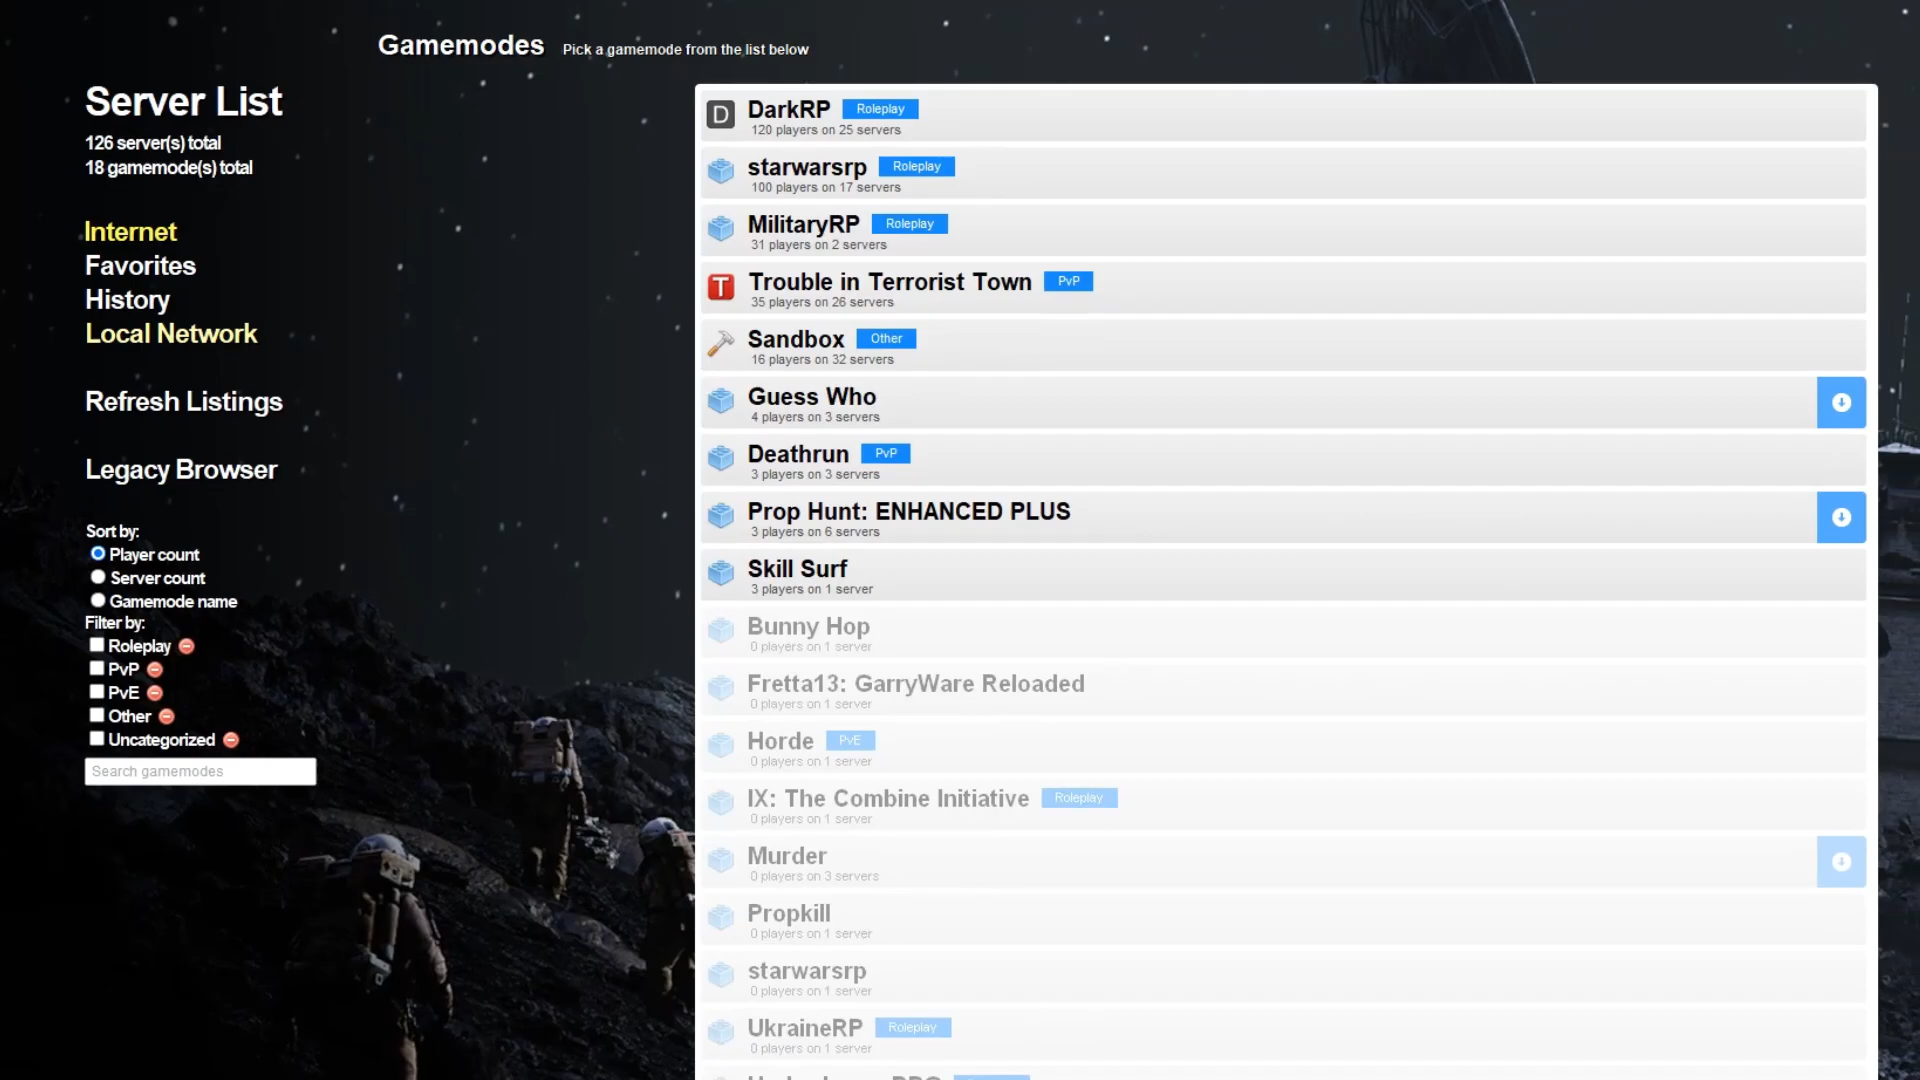 Gamemodes Pick a gamemode from the list below
Server List
126 server(s) total
18 gamemode(s) total
Internet
Favorites
History
Local Network
Refresh Listings
Legacy Browser
Sort by:
Player count
Server count
Gamemode name
Filter by:
Roleplay
PvP
PvE
Other
Uncategorized
Search gamemodes
D
DarkRP Roleplay
120 players on 25 servers
starwarsrp Roleplay
100 players on 17 servers
MilitaryRP Roleplay
31 players on 2 servers
T
Trouble in Terrorist Town PvP
35 players on 26 servers
Sandbox Other
16 players on 32 servers
Guess Who
4 players on 3 servers
Deathrun PvP
3 players on 3 servers
Prop Hunt: ENHANCED PLUS
3 players on 6 servers
Skill Surf
3 players on 1 server
Bunny Hop
0 players on 1 server
Fretta13: GarryWare Reloaded
0 players on 1 server
Horde PvE
0 players on 1 server
IX: The Combine Initiative Roleplay
0 players on 1 server
Murder
0 players on 3 servers
Propkill
0 players on 1 server
starwarsrp
0 players on 1 server
UkraineRP Roleplay
0 players on 1 server